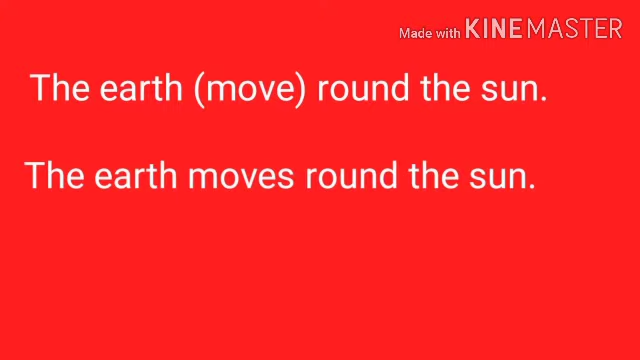 Made with KINEMASTER
The earth (move) round the sun.
The earth moves round the sun.